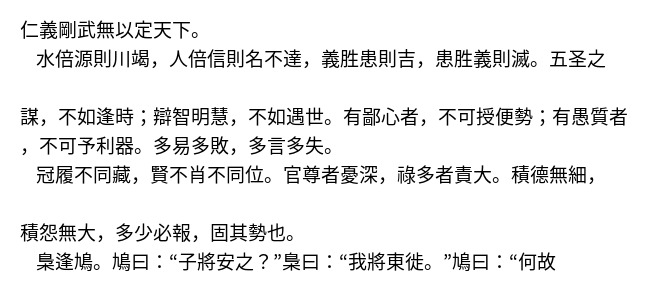 仁義剛武無以定天下。
水倍源則川竭，人倍信則名不達，義胜患則吉，患胜義則滅。五圣之
謀，不如逢時；辯智明慧，不如遇世。有鄙心者，不可授便勢；有愚質者
，不可予利器。多易多敗，多言多失。
冠履不同藏，賢不肖不同位。官尊者憂深，祿多者責大。積德無細，
積怨無大，多少必報，固其勢也。
梟逢鳩。鳩曰：“子將安之？”梟曰：“我將東徙。”鳩曰：“何故